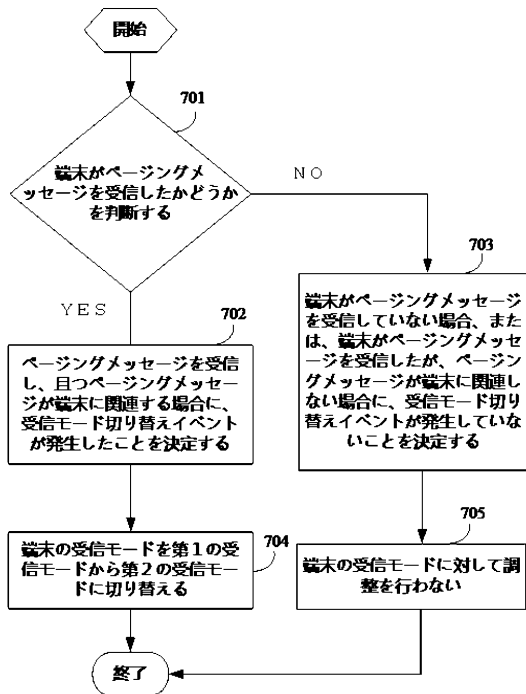 開始
701
端末がページングメ
ッセージを受信したかどうか
を判断する
NO
YES
702
ページングメッセージを受信
し、且つページングメッセー
ジが端末に関連する場合に、
受信モード切り替えイベント
が発生したことを決定する
703
端末がページングメッセージ
を受信していない場合、また
は、端末がページングメッセ
ージを受信したが、ページ
ングメッセージが端末に関連し
ない場合に、受信モード切り
替えイベントが発生していな
いことを決定する
端末の受信モードを第1の受
信モードから第2の受信モー
ドに切り替える
704
705
端末の受信モードに対して調
整を行わない
終了